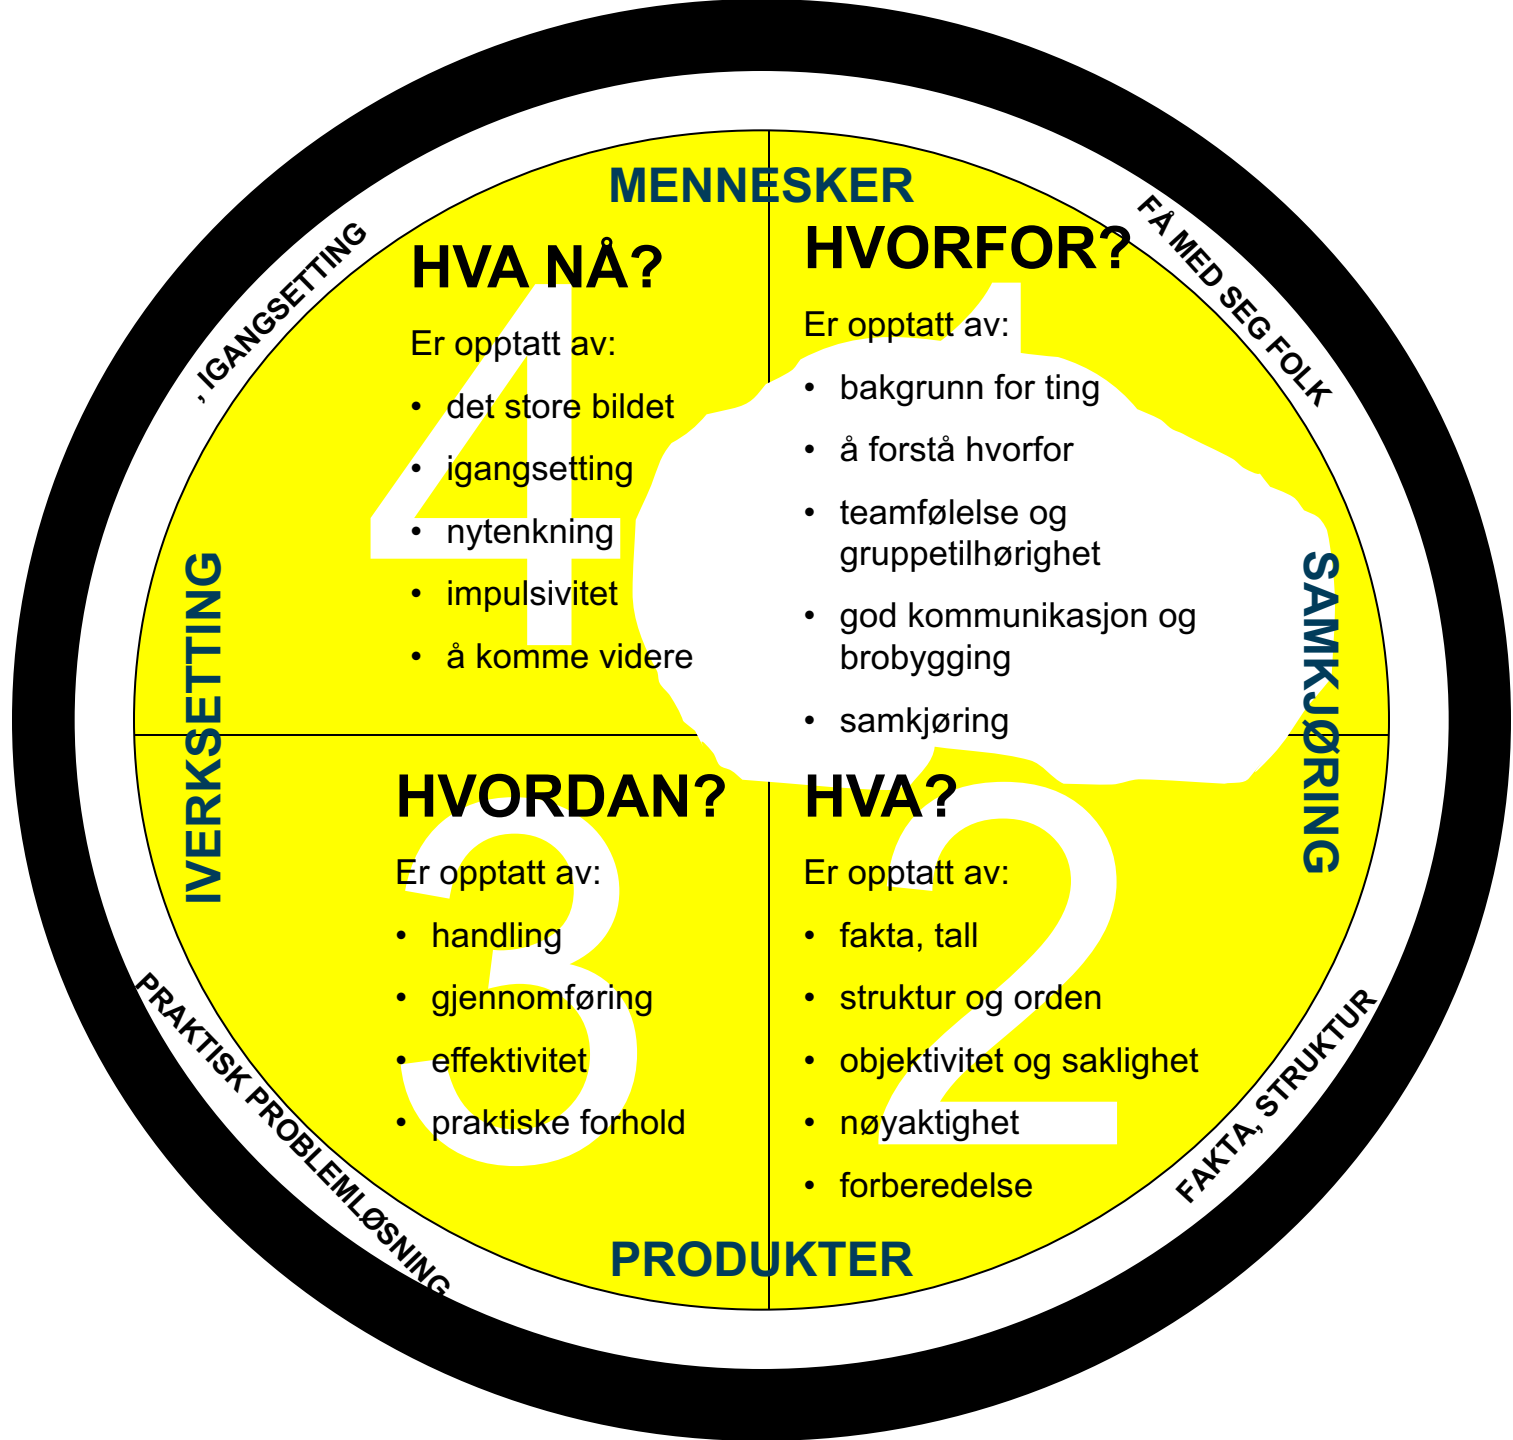 MENNESKER
, IGANGSETTING
FÅ MED SEG FOLK
HVA NÅ?
4
Er opptatt av:
• det store bildet
• igangsetting
• nytenkning
• impulsivitet
• å komme videre
HVORFOR?
1
Er opptatt av:
• bakgrunn for ting
• å forstå hvorfor
• teamfølelse og
gruppetilhørighet
• god kommunikasjon og
brobygging
• samkjøring
IVERKSETTING
SAMKJØRING
HVORDAN?
3
Er opptatt av:
• handling
• gjennomføring
• effektivitet
• praktiske forhold
HVA?
2
Er opptatt av:
• fakta, tall
• struktur og orden
• objektivitet og saklighet
• nøyaktighet
• forberedelse
PRAKTISK PROBLEMLØSNING
FAKTA, STRUKTUR
PRODUKTER